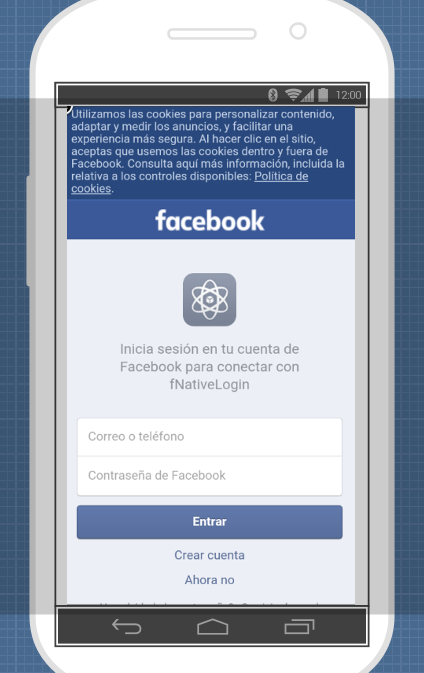 12:00
Utilizamos las cookies para personalizar contenido,
adaptar y medir los anuncios, y facilitar una
experiencia más segura. Al hacer clic en el sitio,
aceptas que usemos las cookies dentro y fuera de
Facebook. Consulta aquí más información, incluida la
relativa a los controles disponibles: Política de
cookies.
facebook
Inicia sesión en tu cuenta de
Facebook para conectar con
fNativeLogin
Correo o teléfono
Contraseña de Facebook
Entrar
Crear cuenta
Ahora no